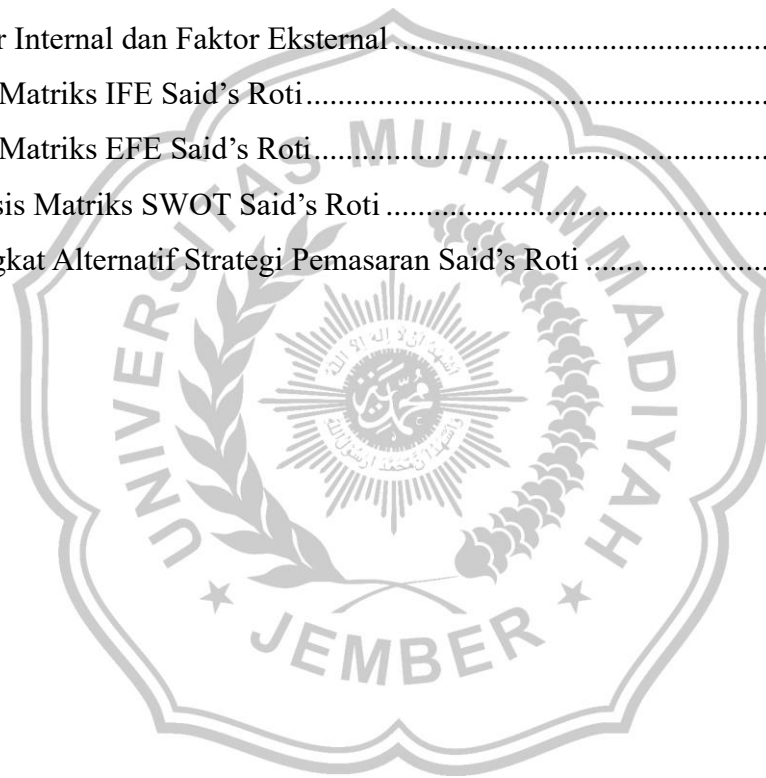 r Internal dan Faktor Eksternal ..................................................
Matriks IFE Said’s Roti ..............................................................
Matriks EFE Said’s Roti .............................................................
sis Matriks SWOT Said’s Roti ...................................................
gkat Alternatif Strategi Pemasaran Said’s Roti ........................
UNIVERSITAS MUHAMMADIYAH
JEMBER